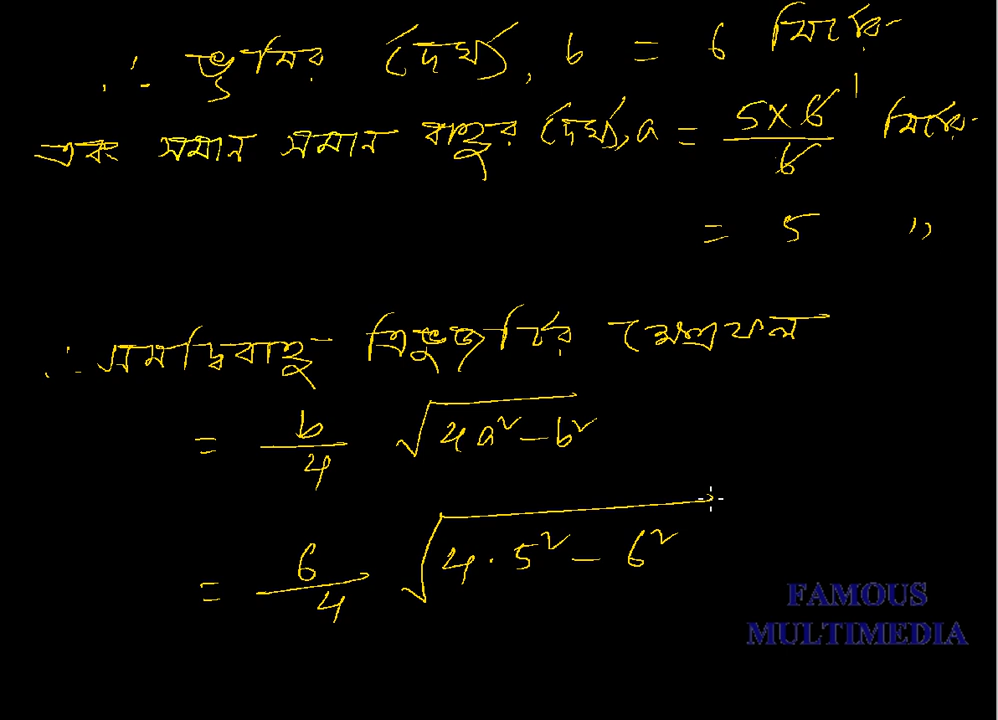 ∴ ভূমির দৈর্ঘ্য, b = 6 মিটার
এবং সমান সমান বাহুর দৈর্ঘ্য, a = 5×6/6 1 মিটার
= 5 "
∴ সমদ্বিবাহু ত্রিভুজটির ক্ষেত্রফল
= b/4 √(4a² – b²)
= 6/4 √(4·5² – 6²)
FAMOUS
MULTIMEDIA